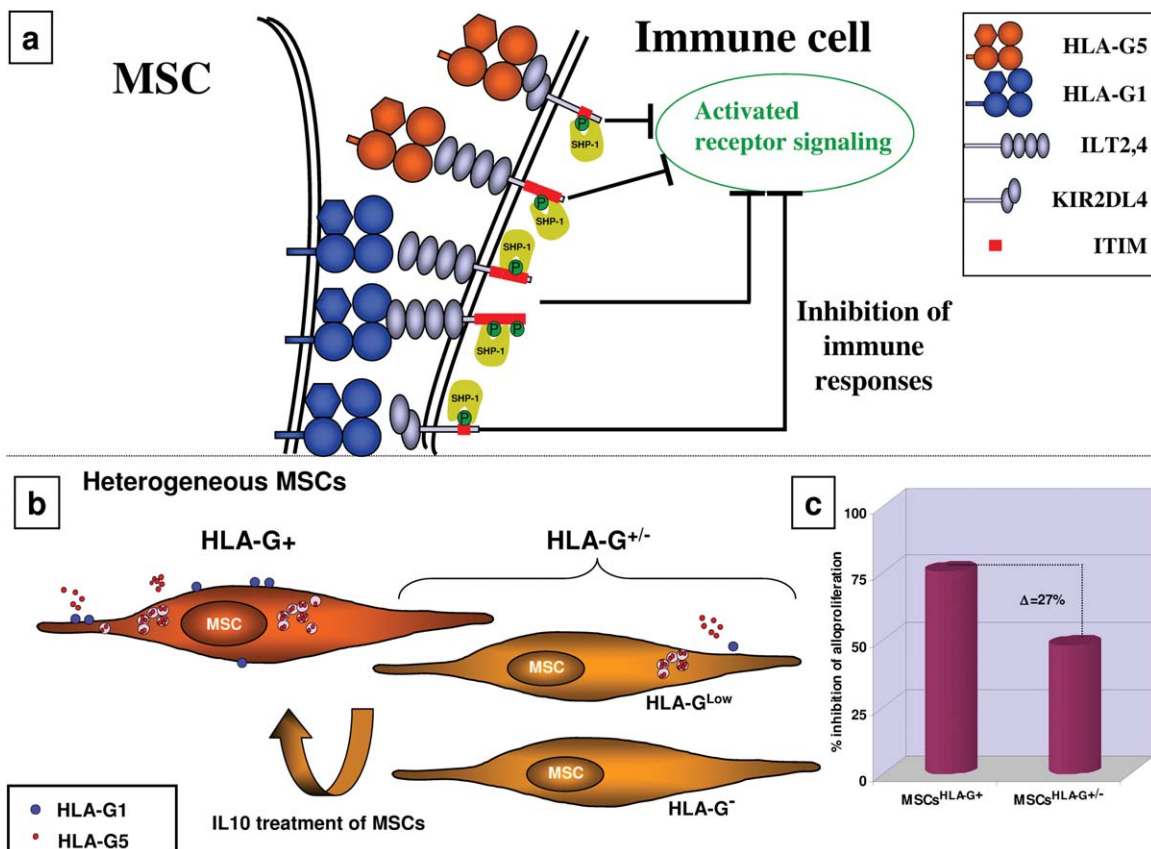 a
MSC
Immune cell
Activated
receptor signaling
P
SHP-1
P
SHP-1
SHP-1
P
P
P
SHP-1
SHP-1
P
Inhibition of
immune
responses
HLA-G5
HLA-G1
ILT2,4
KIR2DL4
ITIM
b
Heterogeneous MSCs
HLA-G+
HLA-G+/-
MSC
MSC
HLA-GLow
MSC
HLA-G-
IL10 treatment of MSCs
HLA-G1
HLA-G5
c
% inhibition of alloproliferation
100
75
50
25
0
Δ=27%
MSCsHLA-G+
MSCsHLA-G+/-